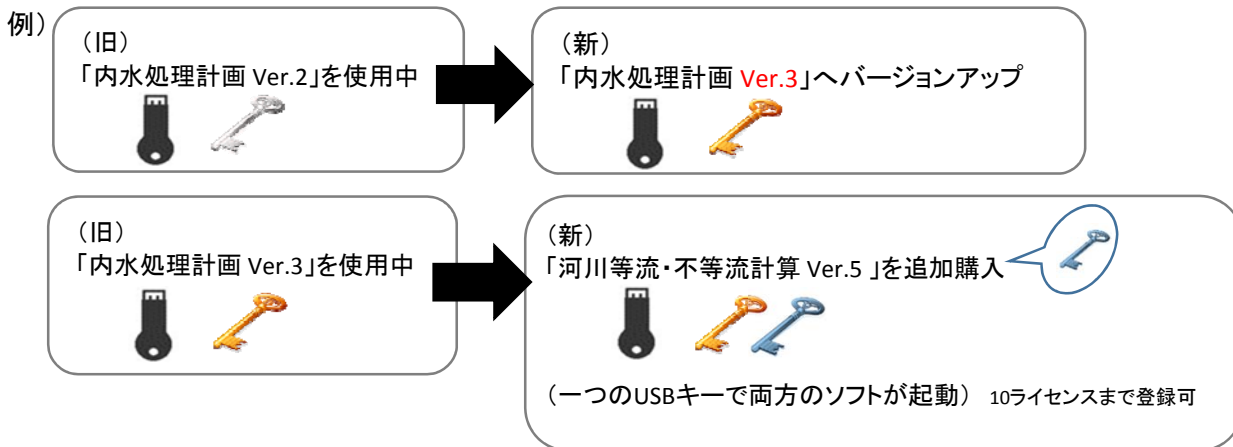 例）
（旧）
「内水処理計画 Ver.2」を使用中
（新）
「内水処理計画 Ver.3」へバージョンアップ
（旧）
「内水処理計画 Ver.3」を使用中
（新）
「河川等流・不等流計算 Ver.5 」を追加購入
（一つのUSBキーで両方のソフトが起動） 10ライセンスまで登録可